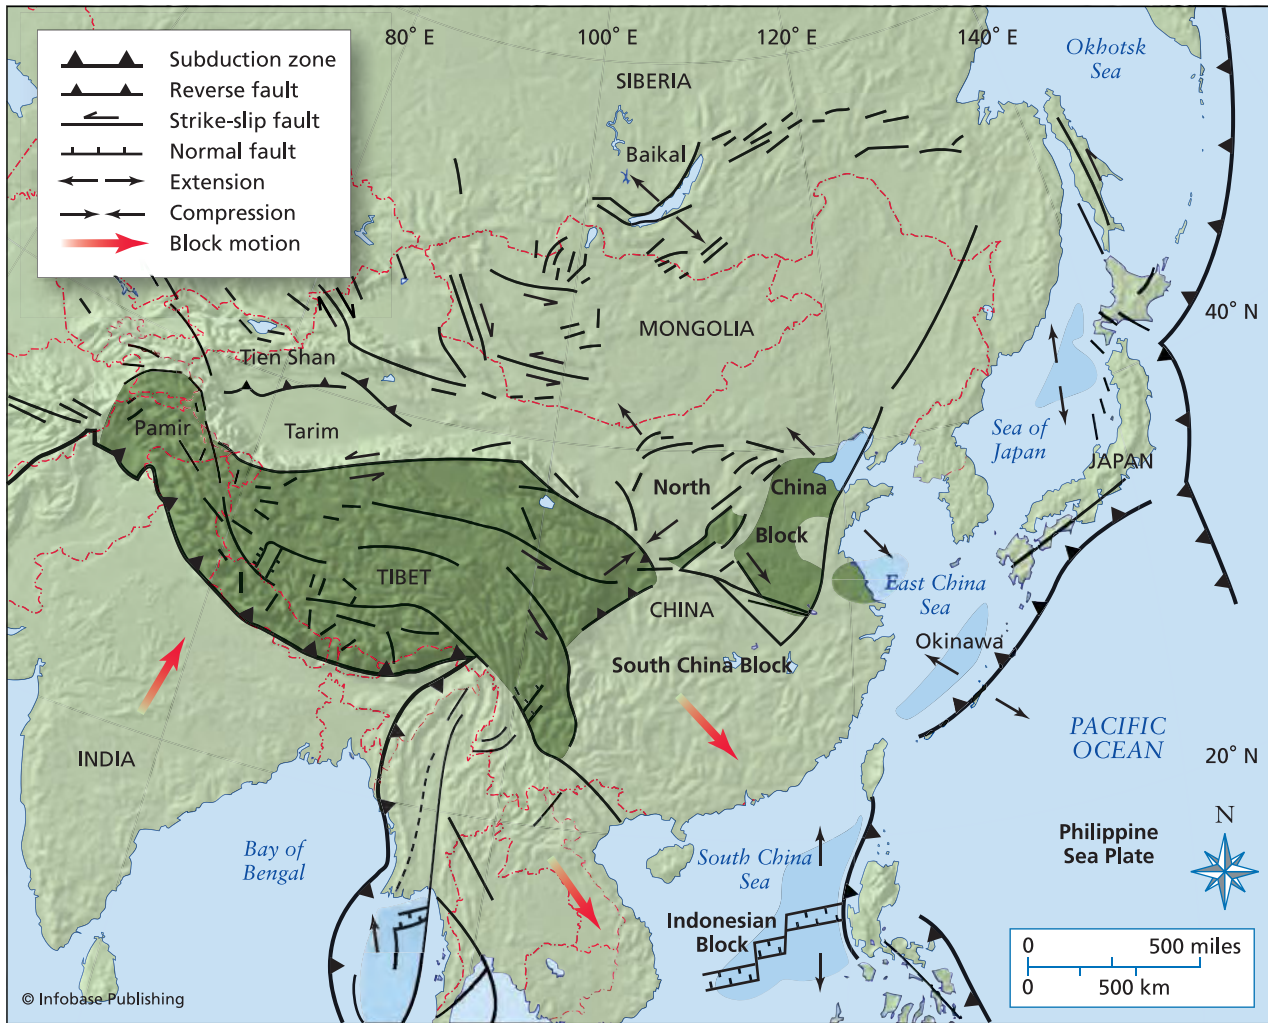 Subduction zone
Reverse fault
Strike-slip fault
Normal fault
Extension
Compression
Block motion
80° E
100° E
120° E
140° E
Okhotsk
Sea
SIBERIA
Baikal
40° N
MONGOLIA
Tien Shan
Pamir
Tarim
Sea of
Japan
JAPAN
North
China
Block
TIBET
CHINA
East China
Sea
Okinawa
South China Block
INDIA
PACIFIC
OCEAN
20° N
N
Bay of
Bengal
South China
Sea
Philippine
Sea Plate
Indonesian
Block
0
500 miles
0
500 km
© Infobase Publishing